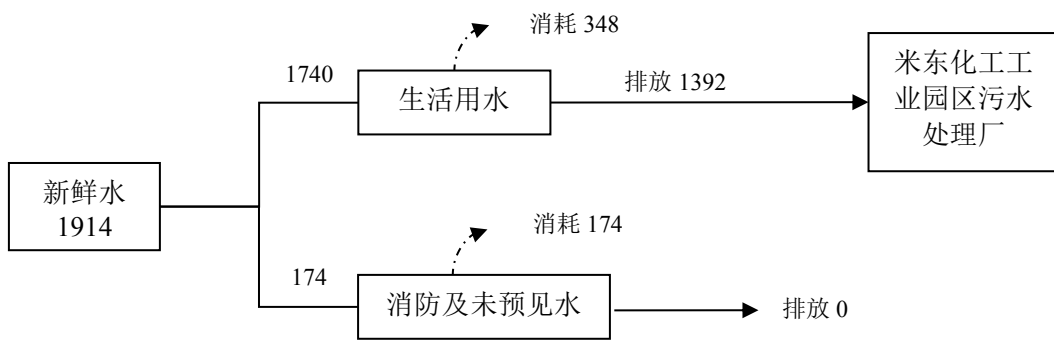 消耗 348
1740
生活用水
排放 1392
米东化工工
业园区污水
处理厂
新鲜水
1914
消耗 174
174
消防及未预见水
排放 0